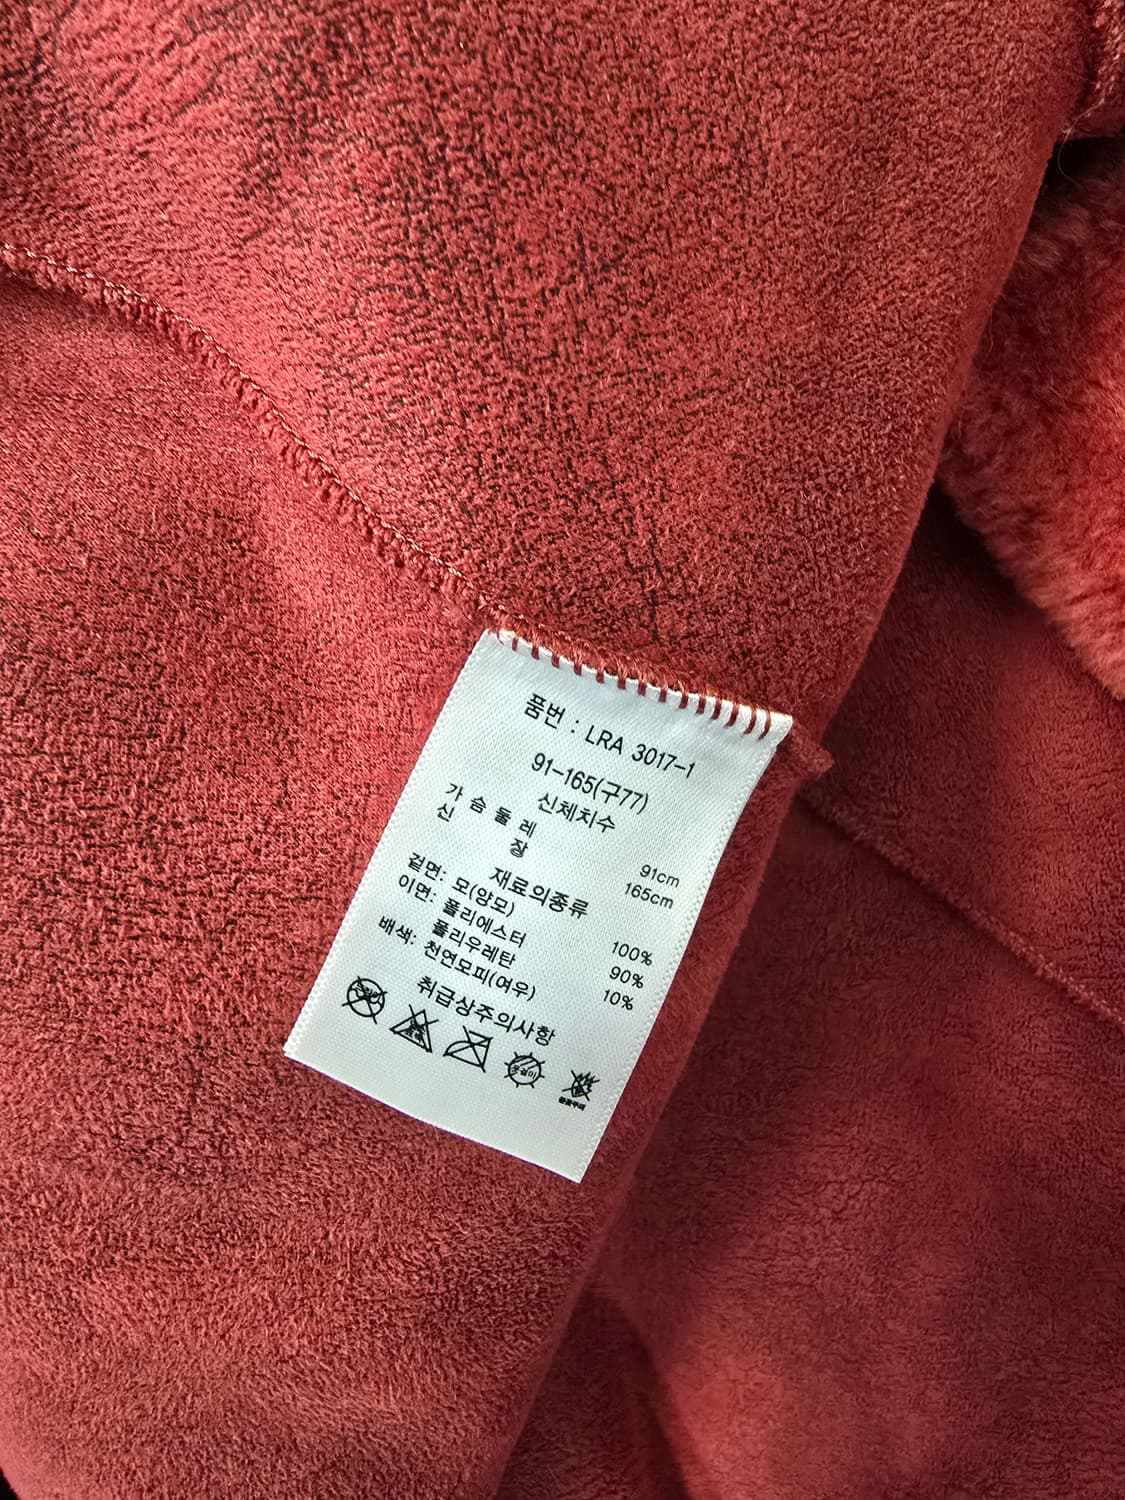 품번 : LRA 3017-1
91-165(구77)
신체치수
가슴둘레 91cm
신장 165cm
재료의종류
겉면: 모(양모) 100%
이면: 폴리에스터 90%
폴리우레탄 10%
배색: 천연모피(여우)
취급상주의사항
옷걸이